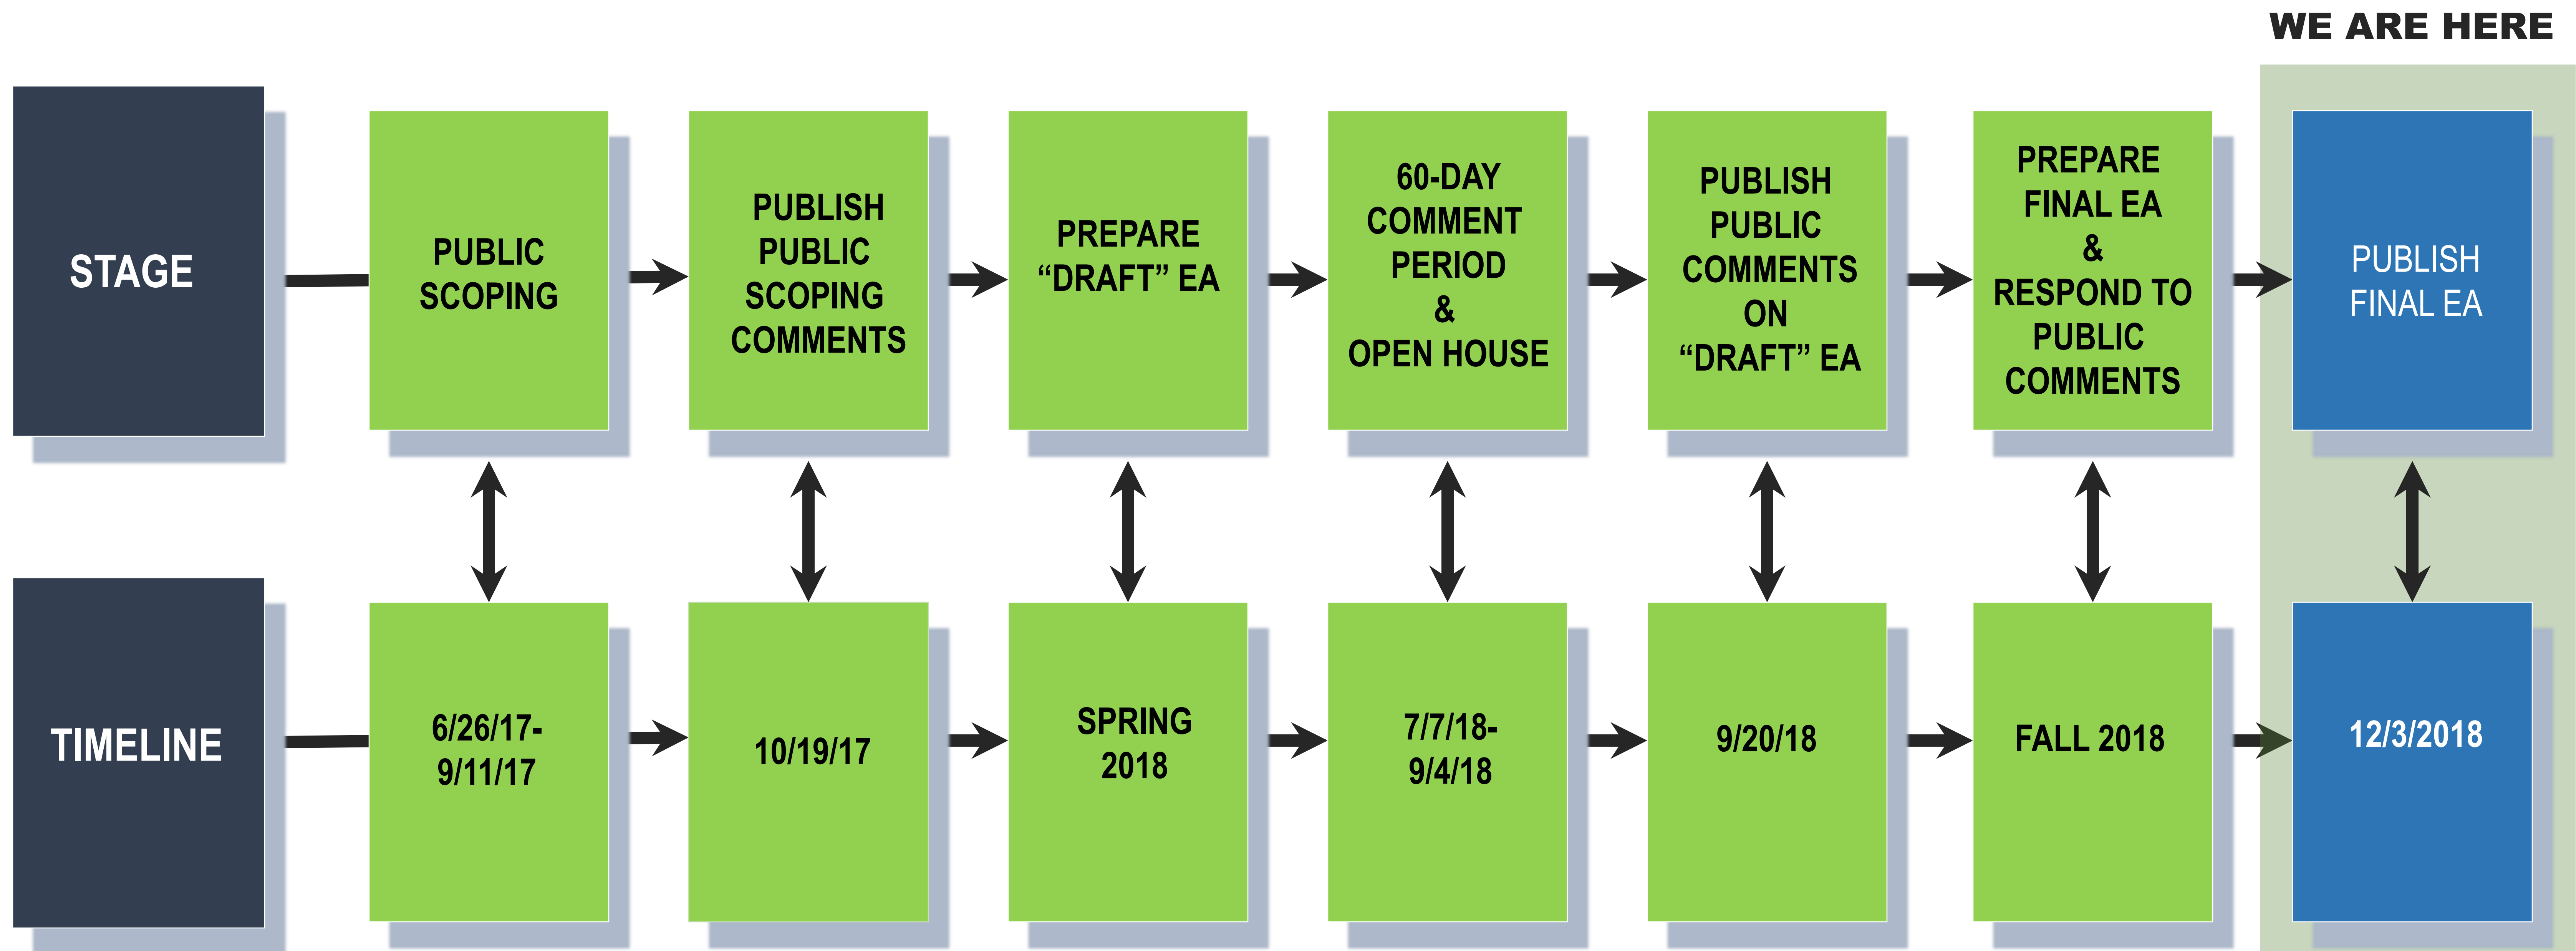 WE ARE HERE
STAGE
PUBLIC
SCOPING
PUBLISH
PUBLIC
SCOPING
COMMENTS
PREPARE
“DRAFT” EA
60-DAY
COMMENT
PERIOD
&
OPEN HOUSE
PUBLISH
PUBLIC
COMMENTS
ON
“DRAFT” EA
PREPARE
FINAL EA
&
RESPOND TO
PUBLIC
COMMENTS
PUBLISH
FINAL EA
TIMELINE
6/26/17-
9/11/17
10/19/17
SPRING
2018
7/7/18-
9/4/18
9/20/18
FALL 2018
12/3/2018